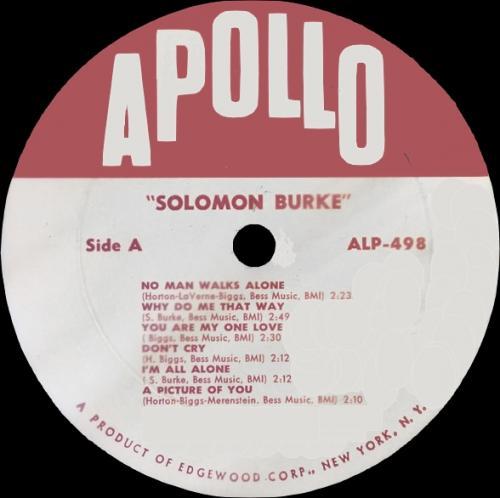 APOLLO
"SOLOMON BURKE"
Side A ALP-498
NO MAN WALKS ALONE
(Horton-LaVerne-Biggs, Bess Music, BMI) 2:23
WHY DO ME THAT WAY
(S. Burke, Bess Music, BMI) 2:49
YOU ARE MY ONE LOVE
( Biggs, Bess Music, BMI) 2:30
DON'T CRY
(H. Biggs, Bess Music, BMI) 2:12
I'M ALL ALONE
( S. Burke, Bess Music, BMI) 2:12
A PICTURE OF YOU
(Horton-Biggs-Merenstein, Bess Music, BMI) 2:10
A PRODUCT OF EDGEWOOD CORP., NEW YORK, N. Y.